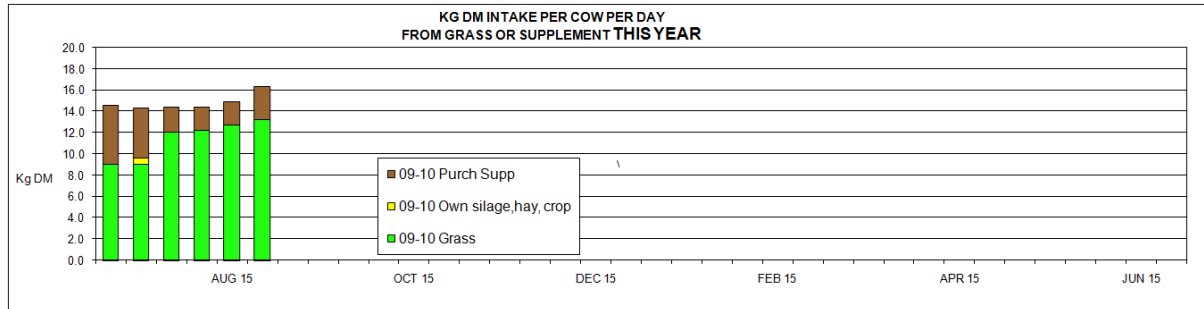 KG DM INTAKE PER COW PER DAY
FROM GRASS OR SUPPLEMENT THIS YEAR
20.0
18.0
16.0
14.0
12.0
10.0
8.0
6.0
4.0
2.0
0.0
Kg DM
09-10 Purch Supp
09-10 Own silage,hay, crop
09-10 Grass
\
AUG 15
OCT 15
DEC 15
FEB 15
APR 15
JUN 15